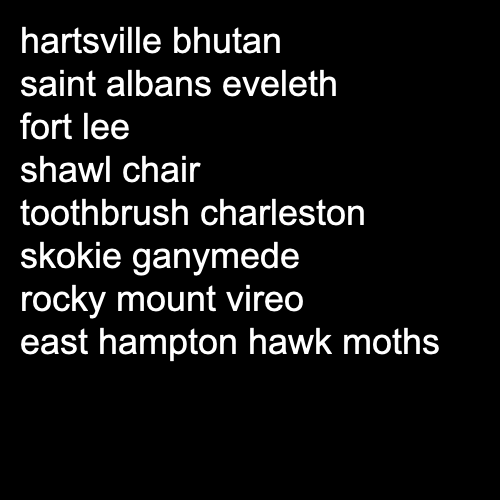 hartsville bhutan
saint albans eveleth
fort lee
shawl chair
toothbrush charleston
skokie ganymede
rocky mount vireo
east hampton hawk moths